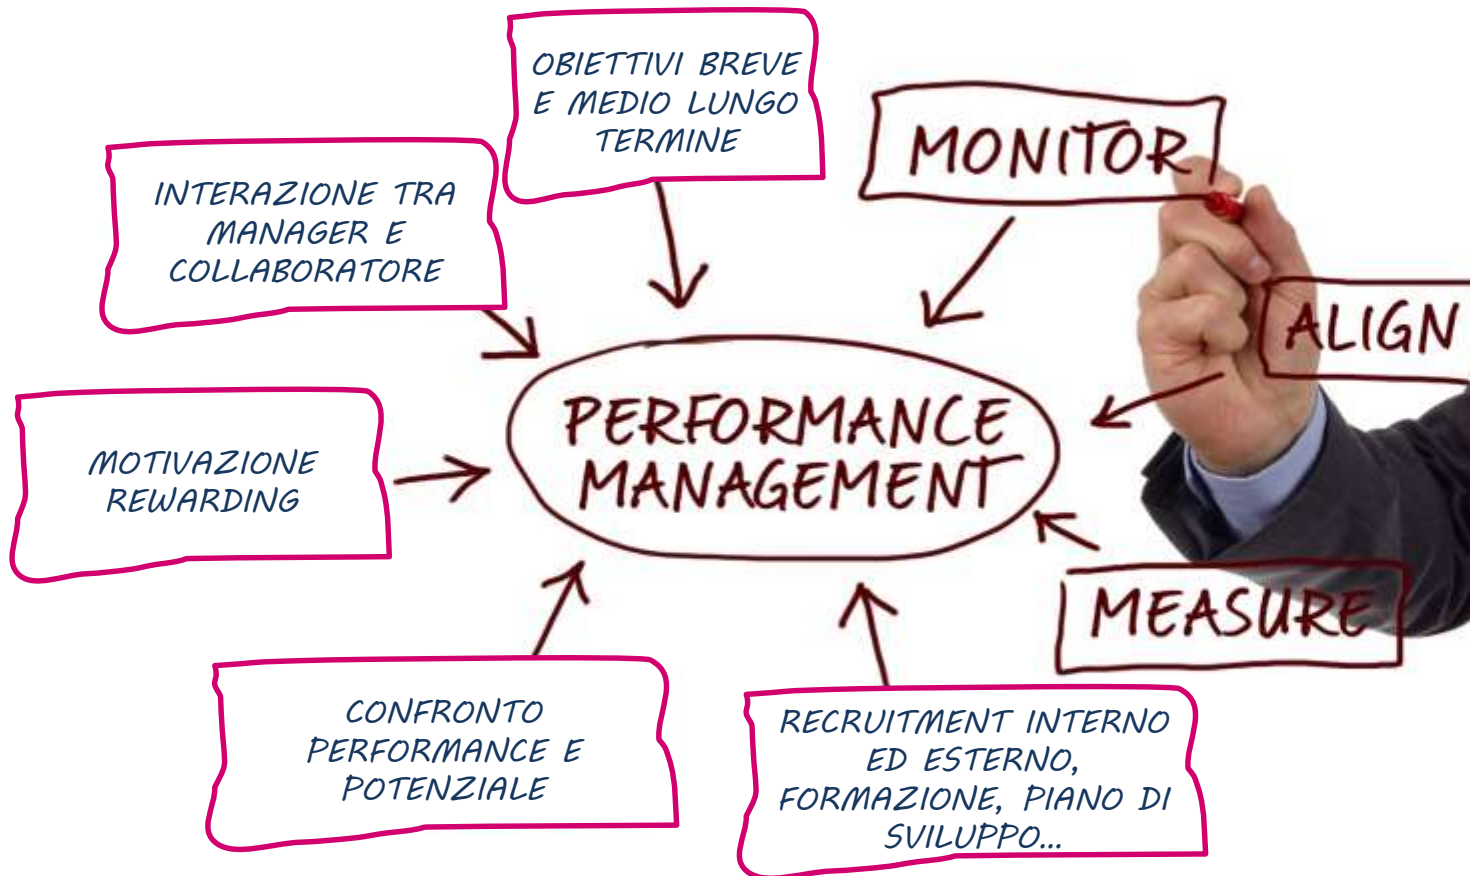 OBIETTIVI BREVE
E MEDIO LUNGO
TERMINE
MONITOR
INTERAZIONE TRA
MANAGER E
COLLABORATORE
ALIGN
PERFORMANCE
MANAGEMENT
MOTIVAZIONE
REWARDING
MEASURE
CONFRONTO
PERFORMANCE E
POTENZIALE
RECRUITMENT INTERNO
ED ESTERNO,
FORMAZIONE, PIANO DI
SVILUPPO...